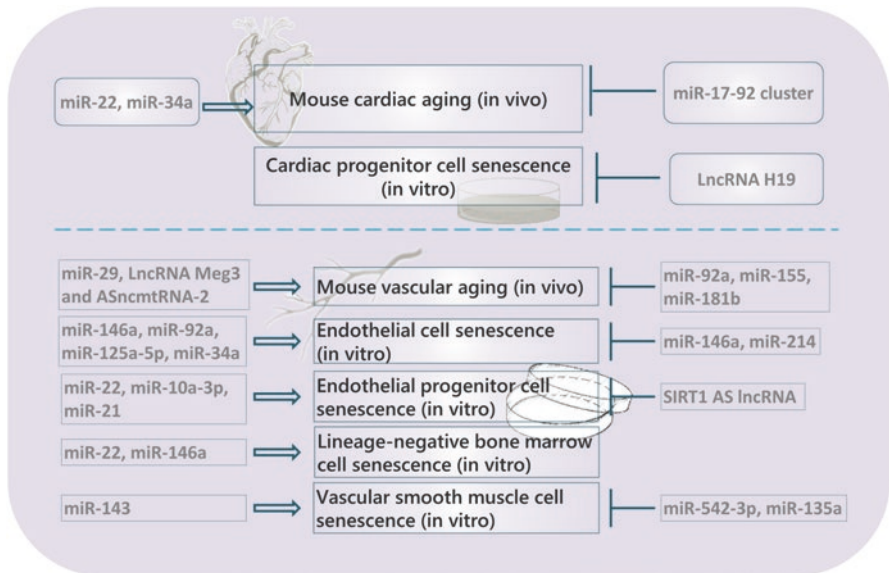 miR-22, miR-34a
Mouse cardiac aging (in vivo)
miR-17-92 cluster
Cardiac progenitor cell senescence
(in vitro)
LncRNA H19
miR-29, LncRNA Meg3
and ASncmtRNA-2
Mouse vascular aging (in vivo)
miR-92a, miR-155,
miR-181b
miR-146a, miR-92a,
miR-125a-5p, miR-34a
Endothelial cell senescence
(in vitro)
miR-146a, miR-214
miR-22, miR-10a-3p,
miR-21
Endothelial progenitor cell
senescence (in vitro)
SIRT1 AS lncRNA
miR-22, miR-146a
Lineage-negative bone marrow
cell senescence (in vitro)
miR-143
Vascular smooth muscle cell
senescence (in vitro)
miR-542-3p, miR-135a